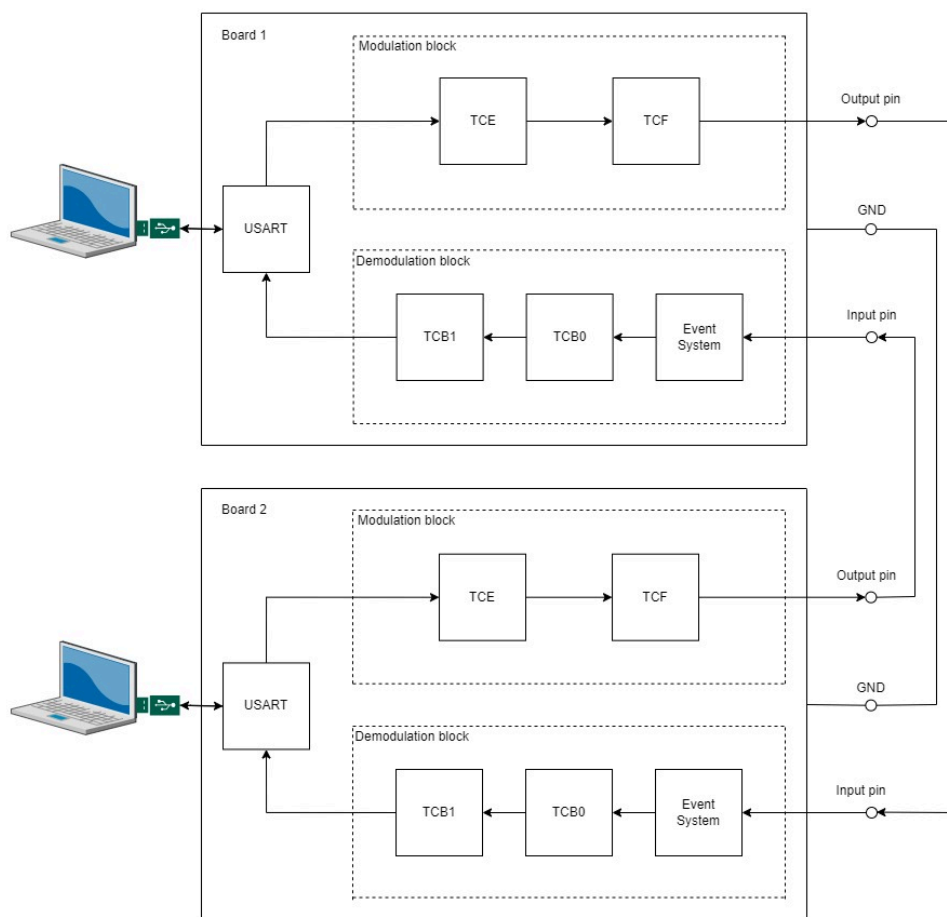 Board 1
Modulation block
TCE
TCF
Output pin
USART
GND
Demodulation block
TCB1
TCB0
Event
System
Input pin
Board 2
Modulation block
TCE
TCF
Output pin
USART
GND
Demodulation block
TCB1
TCB0
Event
System
Input pin